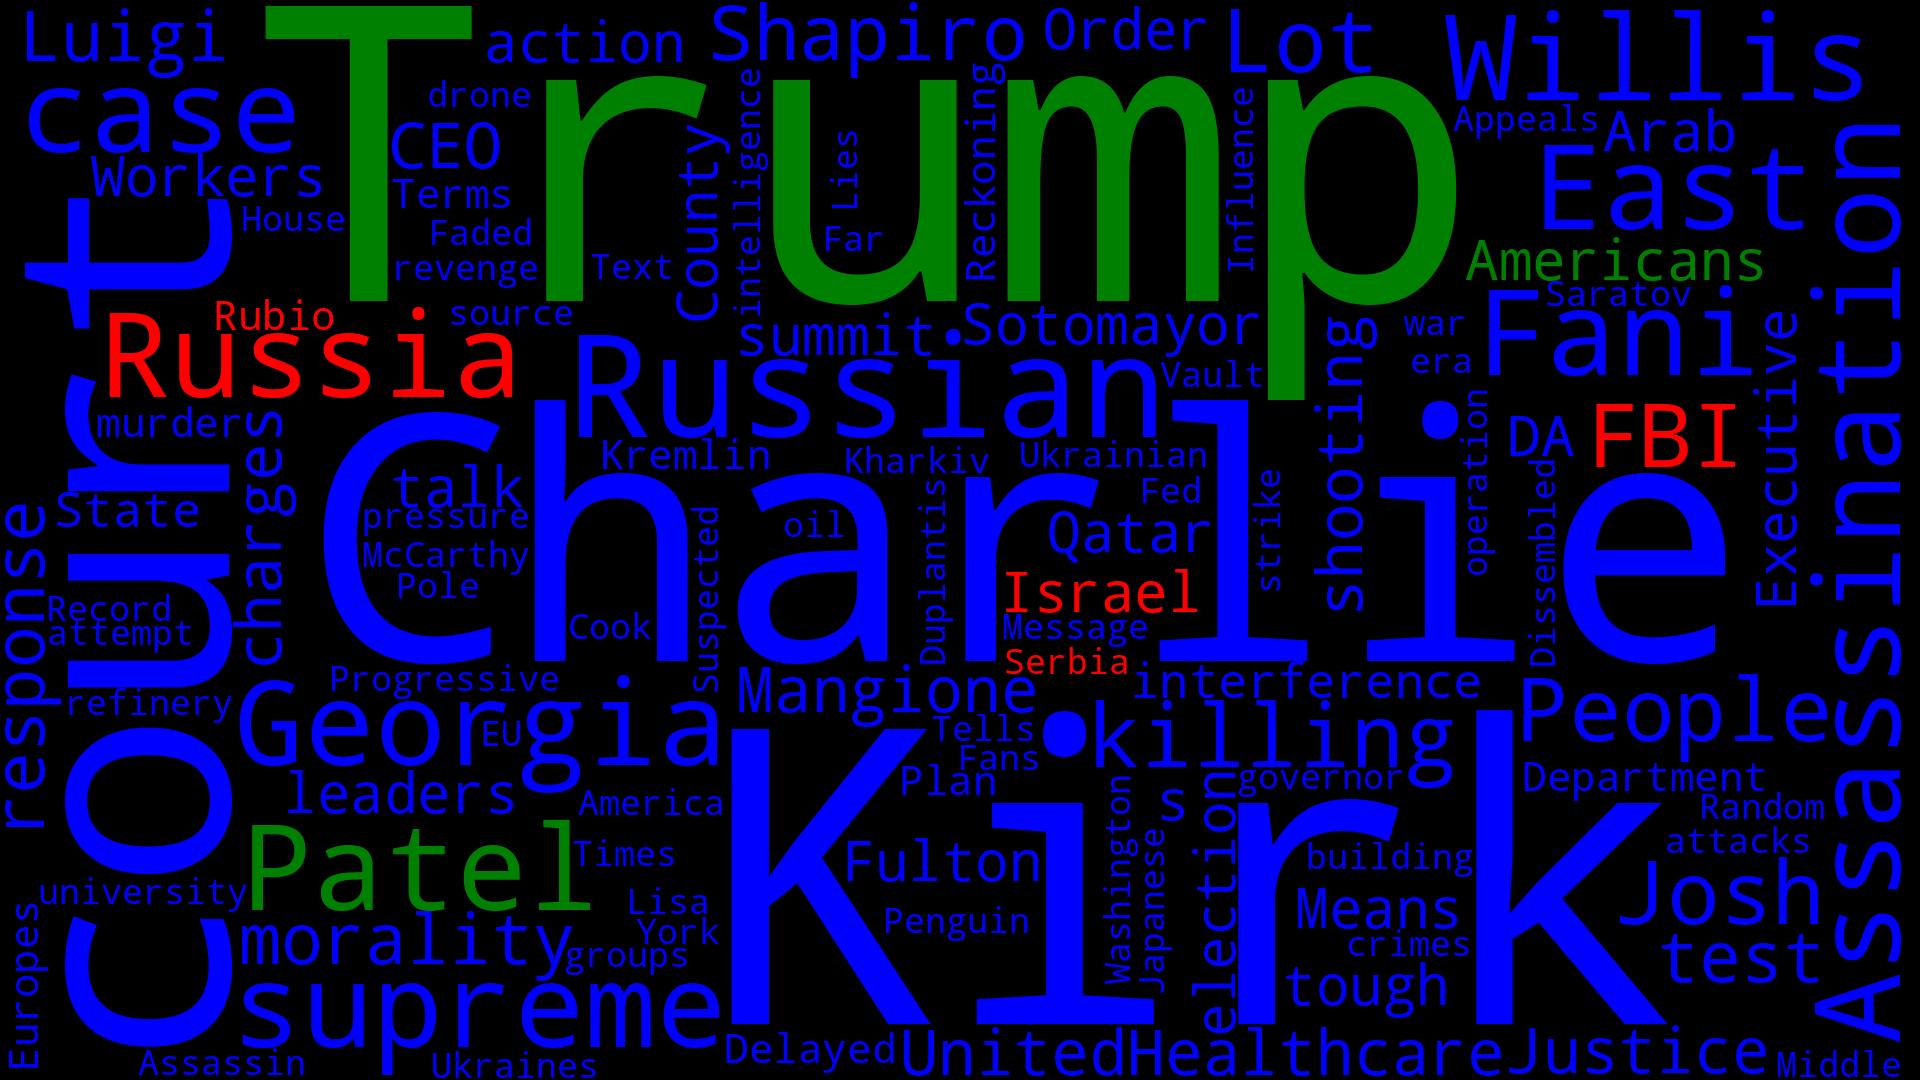 Luigi
Trump
action
Shapiro
Order
Lot
Willis
case
drone
CEO
Workers
Terms
House
Faded
revenge
Text
County
intelligence
Lies
Far
Reckoning
Influence
Appeals
Arab
East
Americans
Assassination
court
Rubio
Russia
source
summit
Sotomayor
Saratov
war
era
Fani
Executive
Russian
Vault
shooting
murder
charges
Charlie
operation
DA
FBI
Kremlin
Kharkiv
Ukrainian
talk
pressure
McCarthy
Pole
State
response
Fed
oil
Qatar
strike
Suspected
Duplantis
Dissembled
Israel
Record
attempt
Cook
Message
Serbia
Progressive
refinery
Georgia
EU
Mangione
interference
People
Tells
Fans
Plan
killing
Kirk
leaders
America
governor
Department
Random
attacks
Patel
Times
Fulton
Washington
Japanese
s
election
building
university
Lisa
York
Penguin
Means
crimes
Josh
test
Europes
morality
groups
tough
supreme
Assassin
Ukraines
Delayed
UnitedHealthcare
Justice
Middle